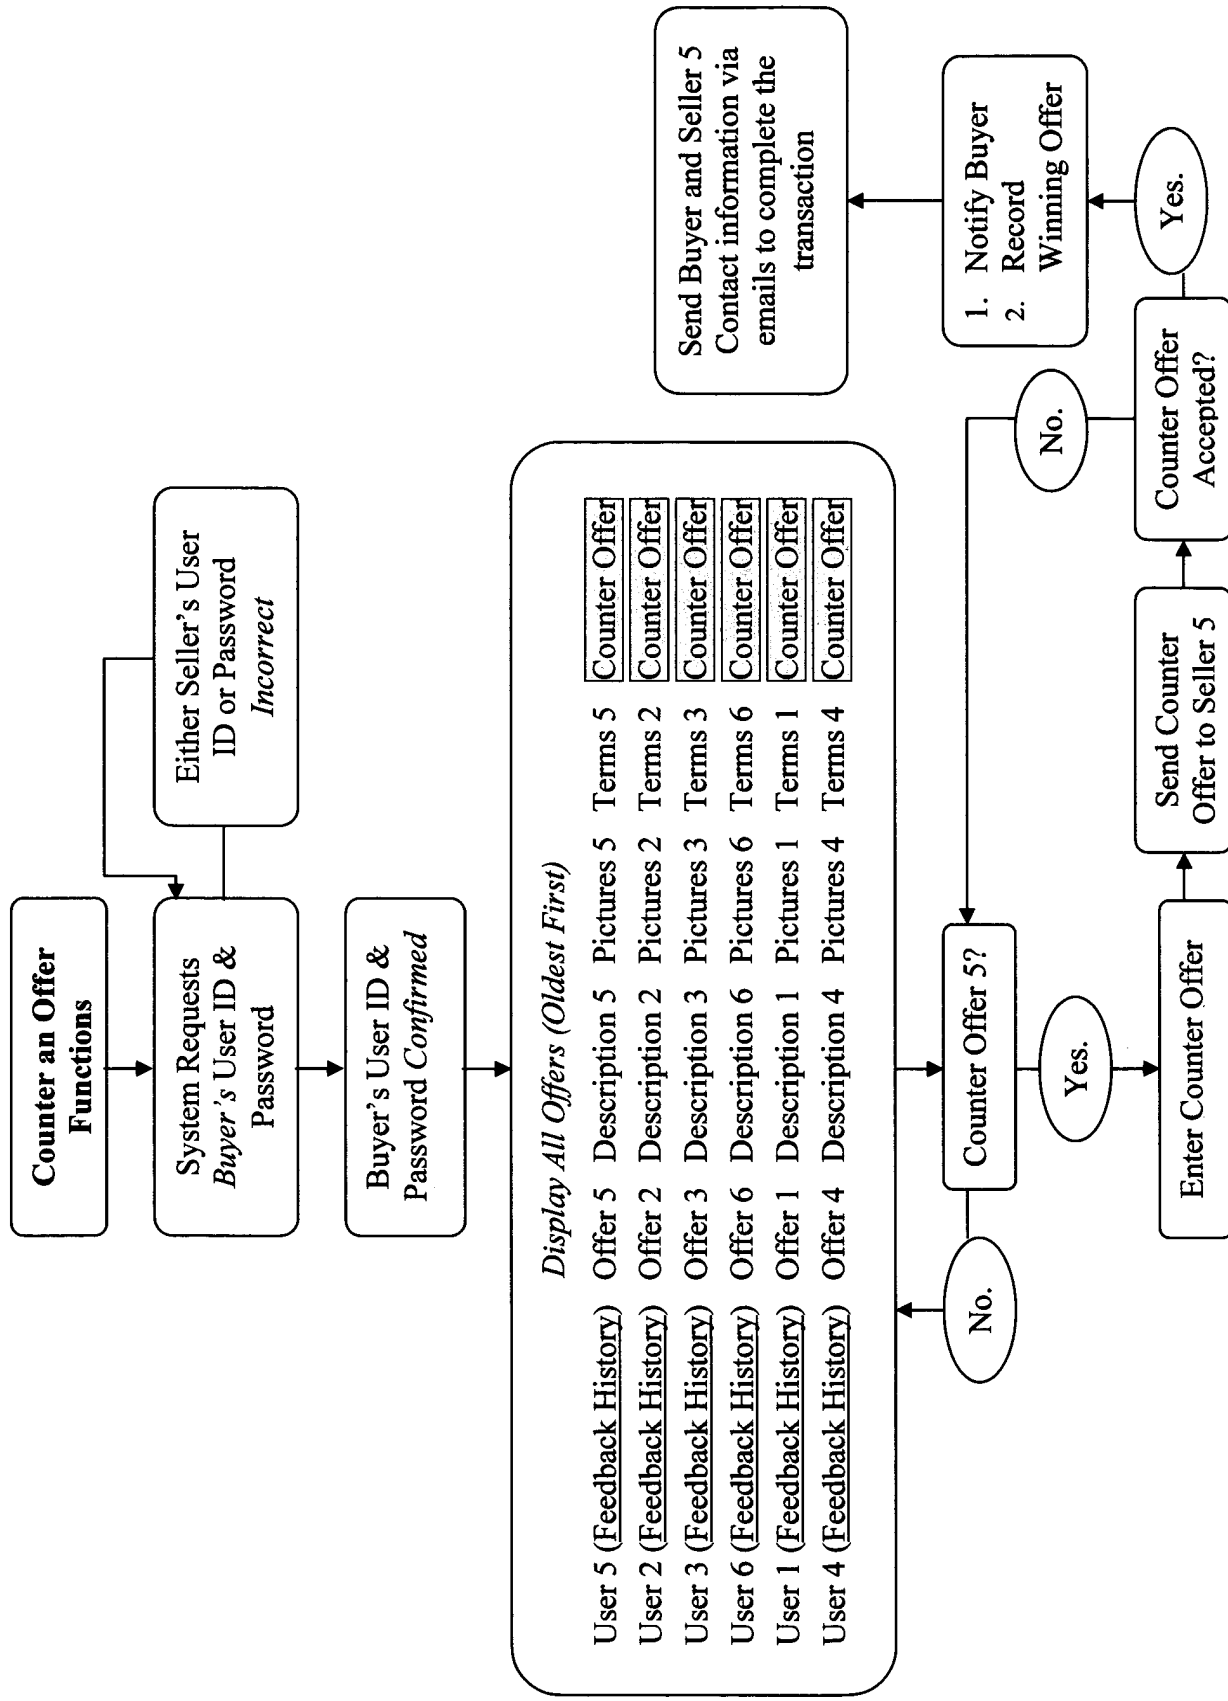 Counter an Offer
Functions
System Requests
Buyer's User ID &
Password
Either Seller's User
ID or Password
Incorrect
Buyer's User ID &
Password Confirmed
Display All Offers (Oldest First)
User 5 (Feedback History) Offer 5 Description 5 Pictures 5 Terms 5 Counter Offer
User 2 (Feedback History) Offer 2 Description 2 Pictures 2 Terms 2 Counter Offer
User 3 (Feedback History) Offer 3 Description 3 Pictures 3 Terms 3 Counter Offer
User 6 (Feedback History) Offer 6 Description 6 Pictures 6 Terms 6 Counter Offer
User 1 (Feedback History) Offer 1 Description 1 Pictures 1 Terms 1 Counter Offer
User 4 (Feedback History) Offer 4 Description 4 Pictures 4 Terms 4 Counter Offer
No.
Counter Offer 5?
Yes.
Enter Counter Offer
Send Counter
Offer to Seller 5
Counter Offer
Accepted?
No.
Yes.
1. Notify Buyer
2. Record
Winning Offer
Send Buyer and Seller 5
Contact information via
emails to complete the
transaction